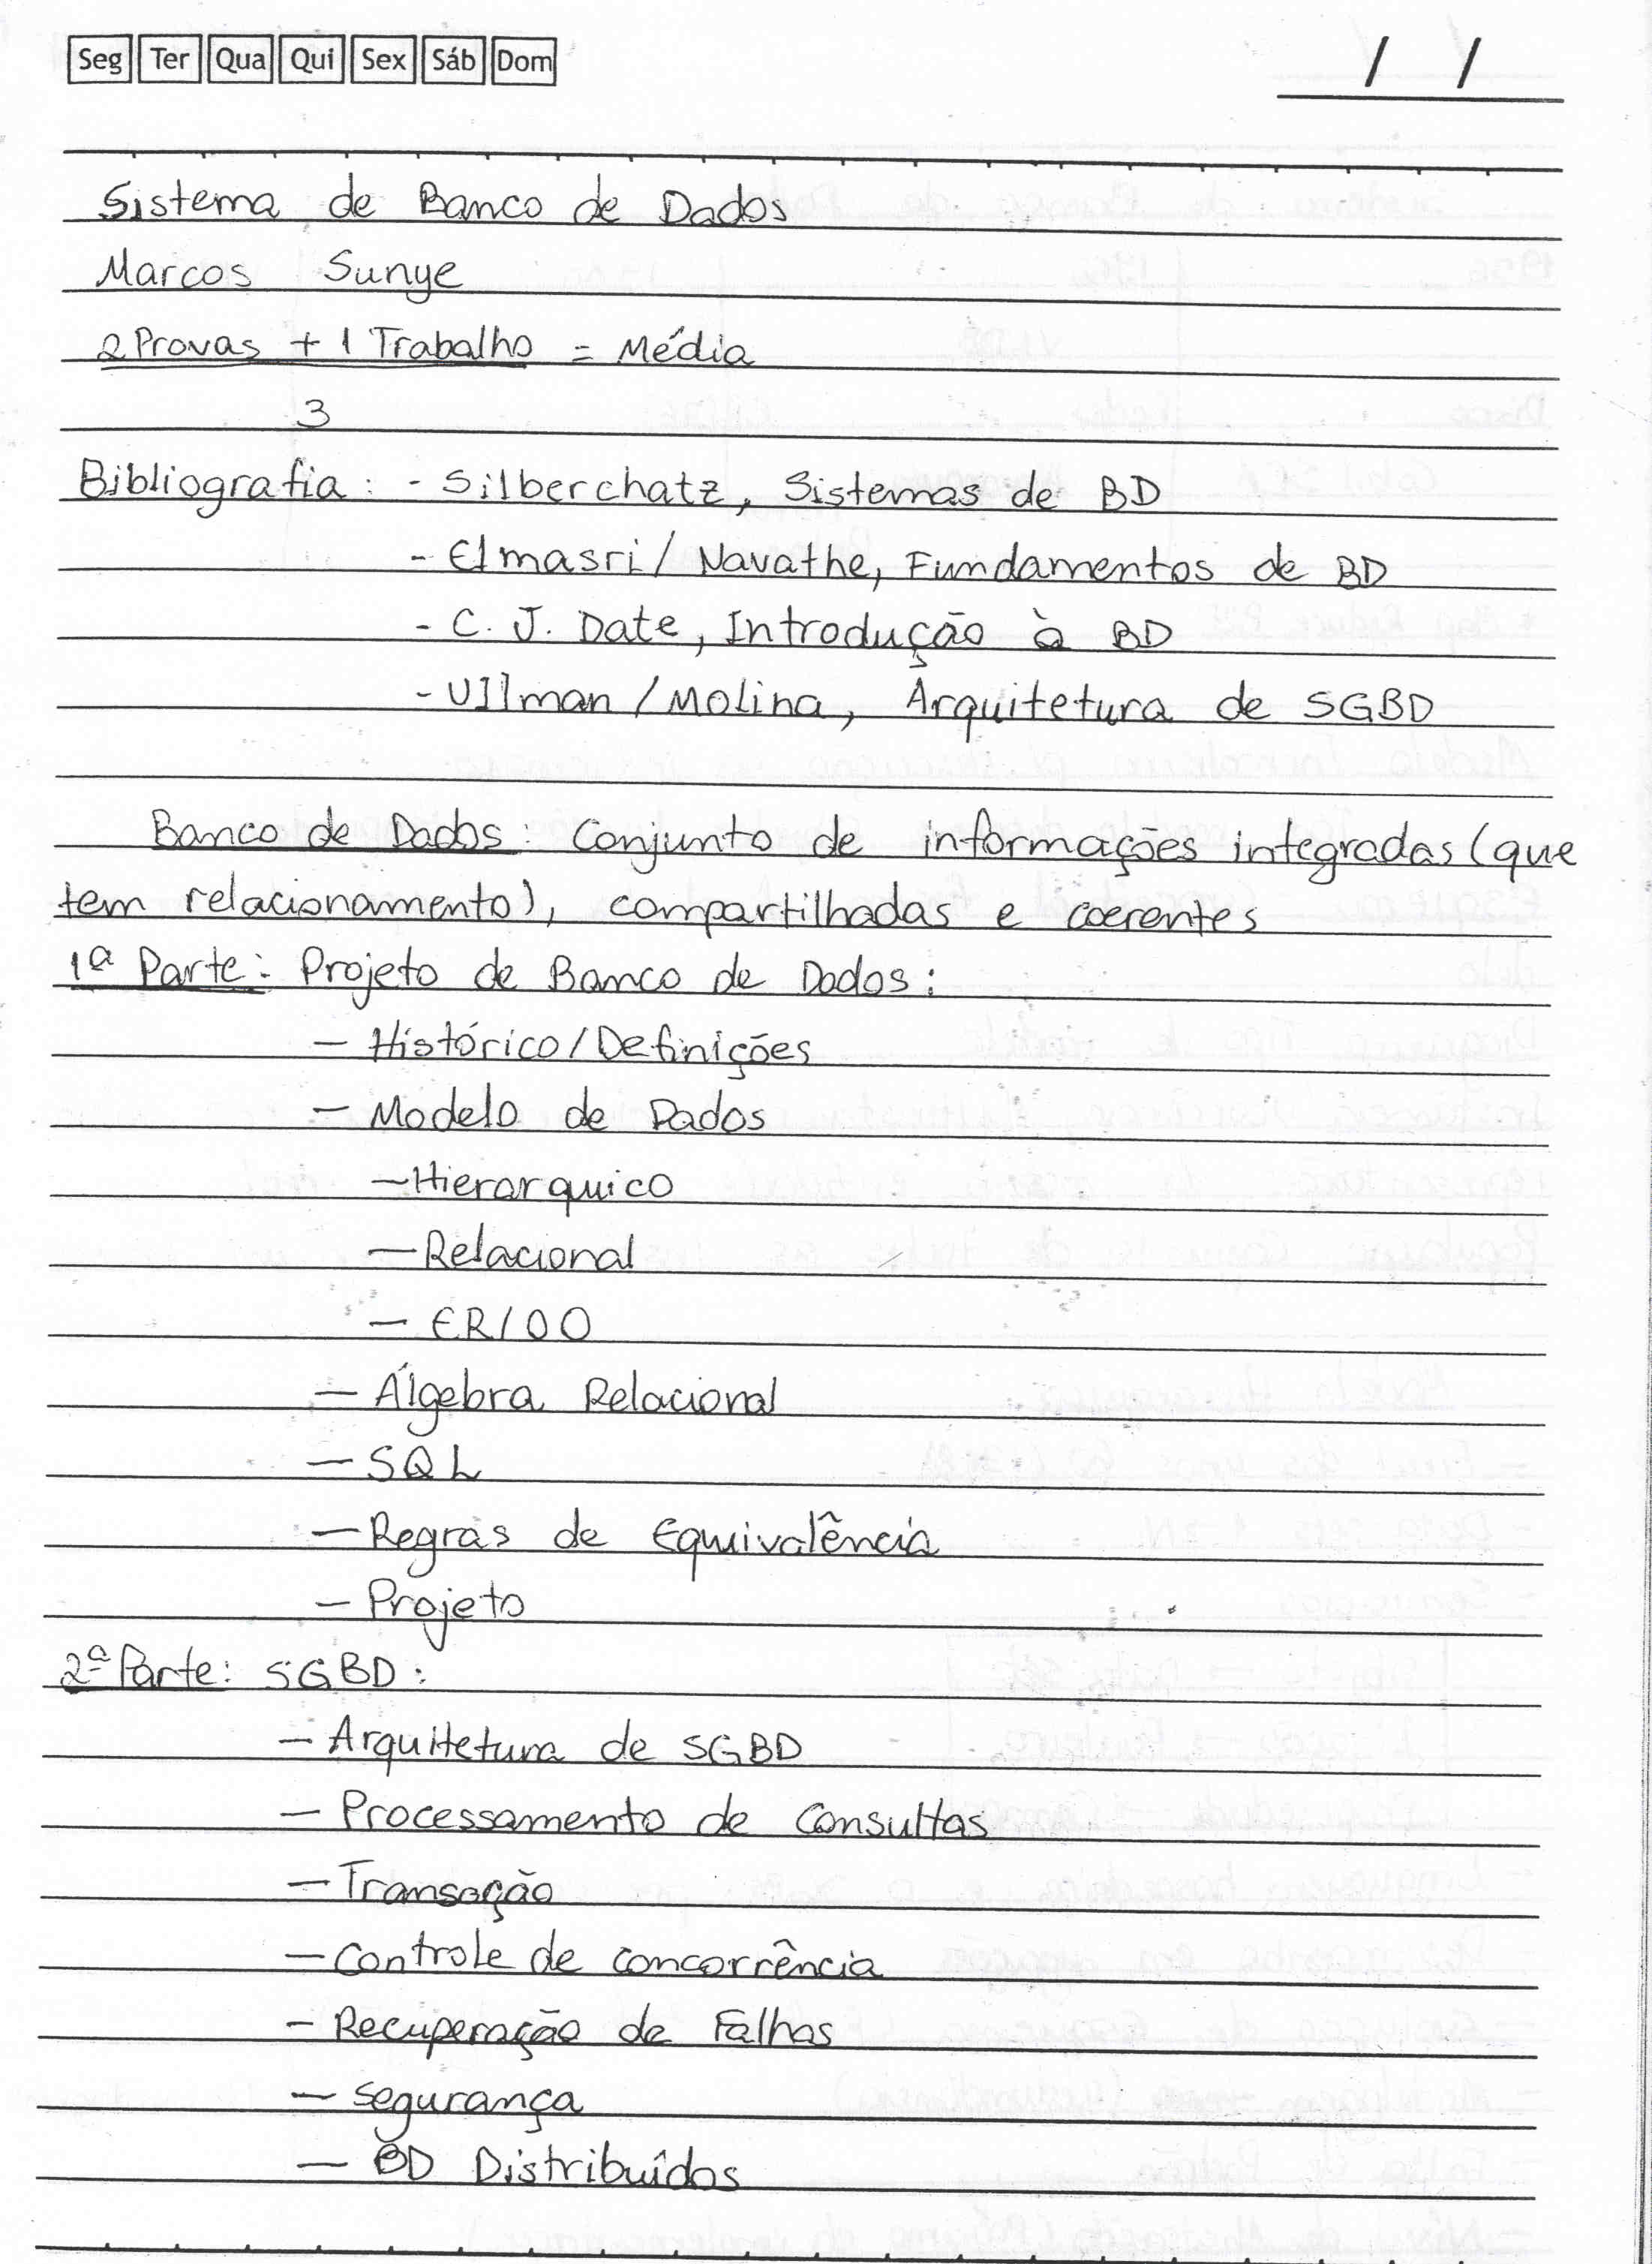 Seg Ter Qua Qui Sex Sáb Dom / /
Sistema de Banco de Dados
Marcos Sunye
2 Provas + 1 Trabalho = Média
3
Bibliografia: - Silberchatz, Sistemas de BD
- Elmasri/Navathe, Fundamentos de BD
- C. J. Date, Introdução à BD
- Ullman/Molina, Arquitetura de SGBD
Banco de Dados: Conjunto de informações integradas (que
tem relacionamento), compartilhadas e coerentes
1ª Parte: Projeto de Banco de Dados:
- Histórico/Definições
- Modelo de Dados
- Hierarquico
- Relacional
- ER/OO
- Álgebra Relacional
- SQL
- Regras de Equivalência
- Projeto
2ª Parte: SGBD:
- Arquitetura de SGBD
- Processamento de Consultas
- Transação
- Controle de concorrência
- Recuperação de Falhas
- Segurança
- BD Distribuídos